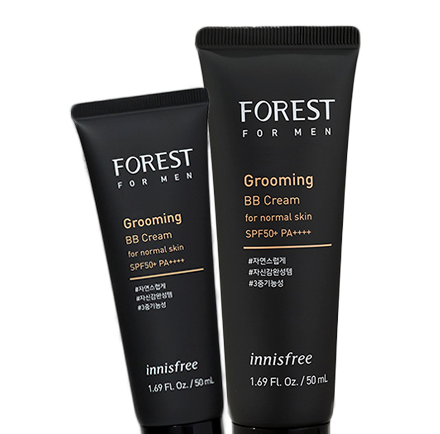 FOREST
FOR MEN
Grooming
BB Cream
for normal skin
SPF50+ PA++++
#자연스럽게
#자신감완성템
#3중기능성
innisfree
1.69 Fl. Oz. / 50 mL
FOREST
FOR MEN
Grooming
BB Cream
for normal skin
SPF50+ PA++++
#자연스럽게
#자신감완성템
#3중기능성
innisfree
1.69 Fl. Oz. / 50 mL